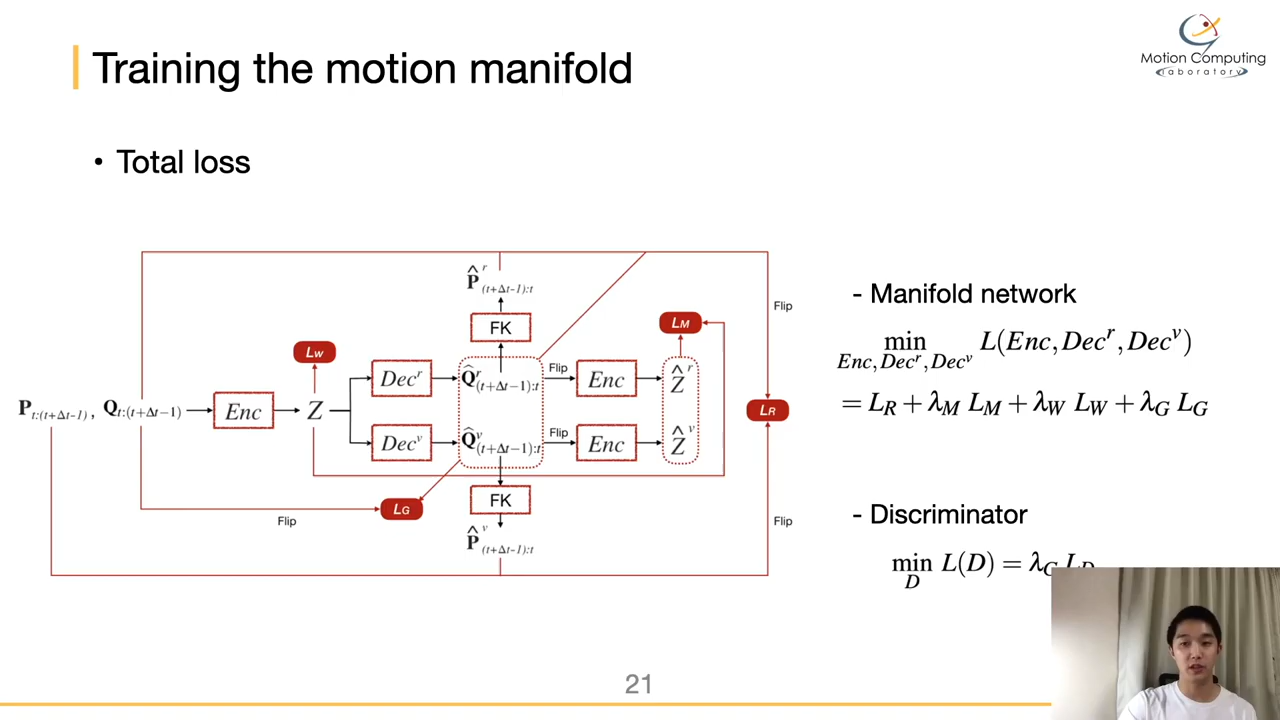 Training the motion manifold
Motion Computing
laboratory
• Total loss
P̂ʳ(t+Δt-1):t
Flip
FK
L_M
L_W
Decʳ
Q̂ʳ(t+Δt-1):t
Flip
Enc
Ẑʳ
P t:(t+Δt-1), Q t:(t+Δt-1)
Enc
Z
L_R
Decᵛ
Q̂ᵛ(t+Δt-1):t
Flip
Enc
Ẑᵛ
L_G
FK
Flip
Flip
P̂ᵛ(t+Δt-1):t
- Manifold network
min L(Enc, Decʳ, Decᵛ)
Enc, Decʳ, Decᵛ
= L_R + λ_M L_M + λ_W L_W + λ_G L_G
- Discriminator
min L(D) = λ_G L_D
D
21